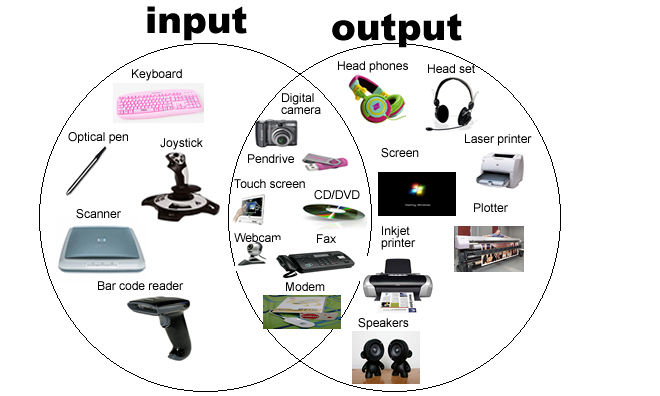 input
output
Keyboard
Optical pen
Joystick
Scanner
Bar code reader
Digital
camera
Pendrive
Touch screen
CD/DVD
Webcam
Fax
Modem
Head phones
Head set
Laser printer
Screen
Plotter
Inkjet
printer
Speakers